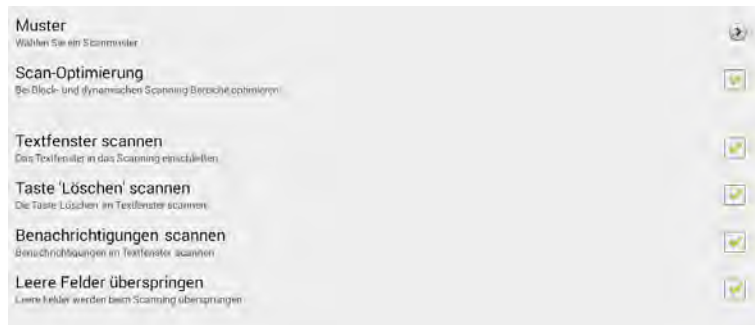 Muster
Wählen Sie ein Scanmuster
Scan-Optimierung
Bei Block- und dynamischen Scanning Bereiche optimieren
Textfenster scannen
Das Textfenster in das Scanning einschließen
Taste 'Löschen' scannen
Die Taste Löschen im Textfenster scannen
Benachrichtigungen scannen
Benachrichtigungen im Textfenster scannen
Leere Felder überspringen
Leere Felder werden beim Scanning übersprungen